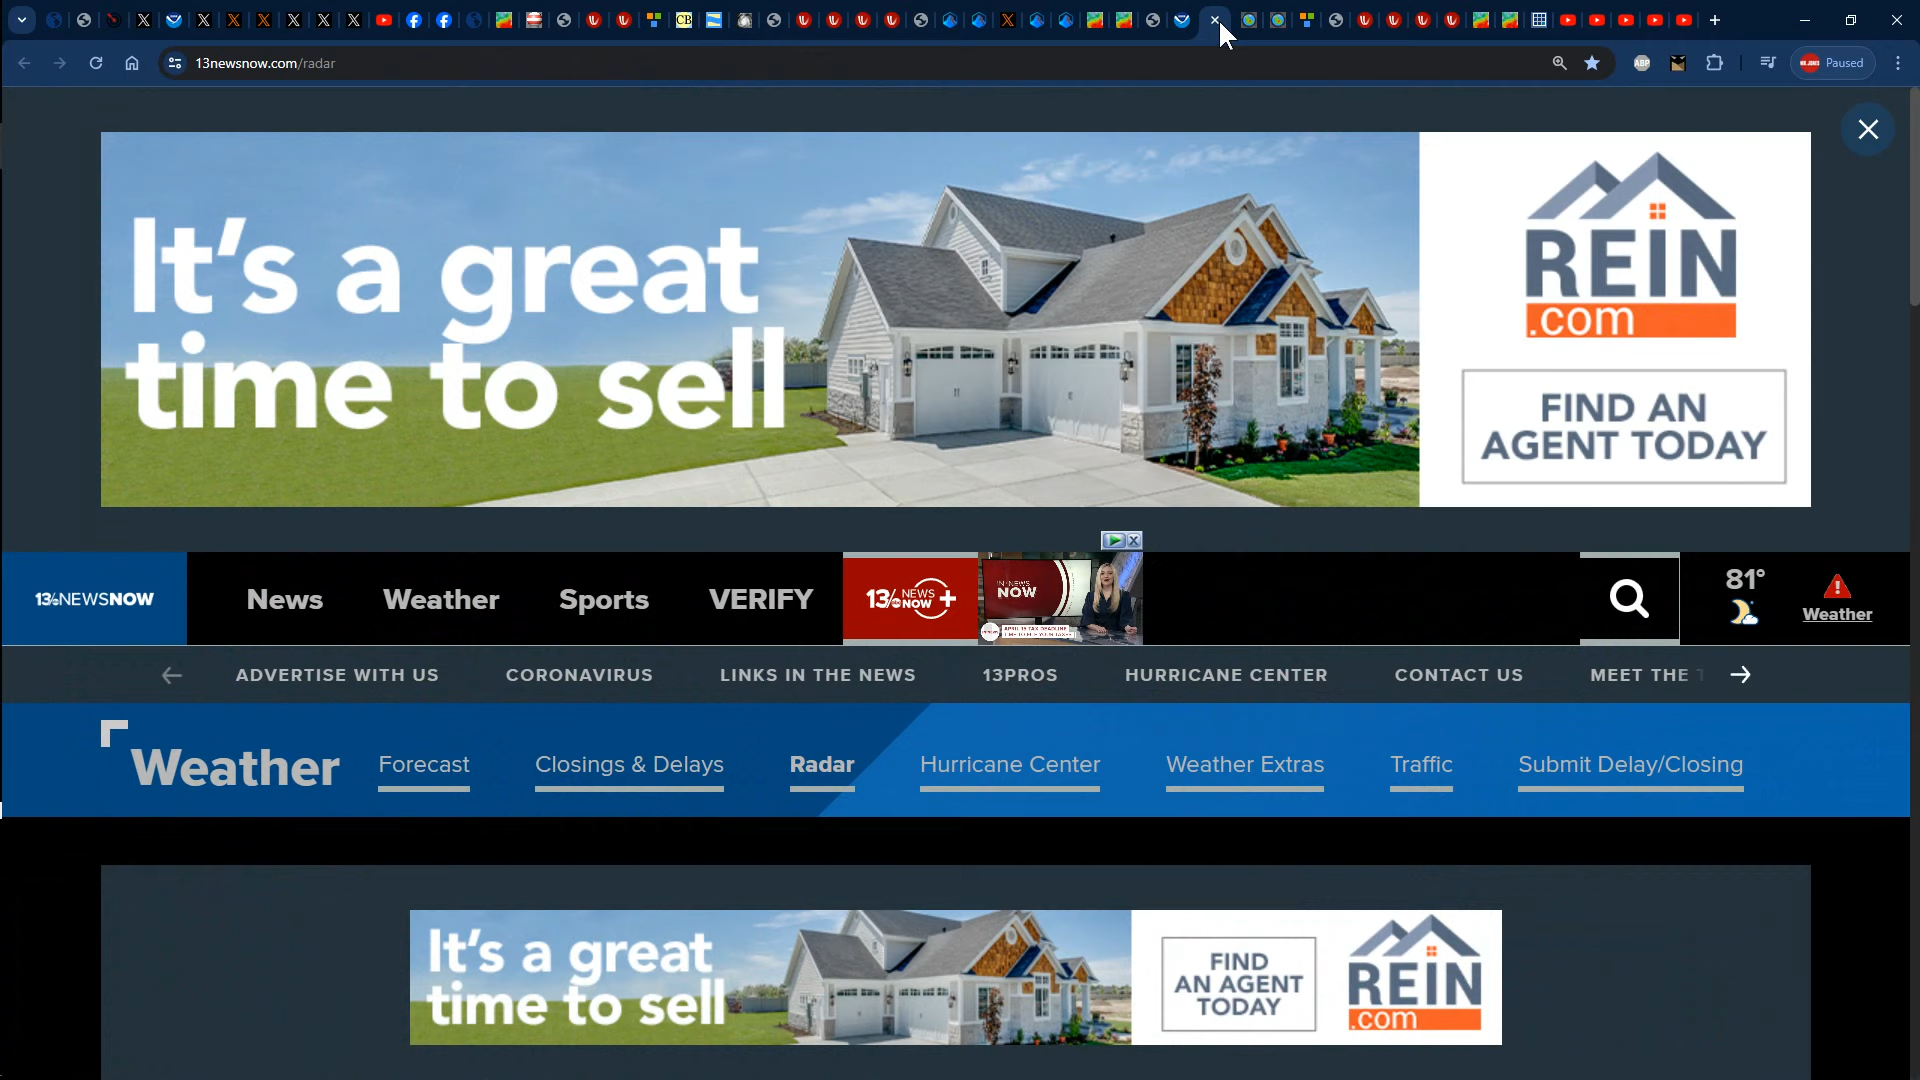 CB
13newsnow.com/radar
ABP
Paused
It's a great
time to sell
REIN
.com
FIND AN
AGENT TODAY
13NEWSNOW
News
Weather
Sports
VERIFY
13 NEWS NOW +
NEWS
NOW
81°
Weather
ADVERTISE WITH US
CORONAVIRUS
LINKS IN THE NEWS
13PROS
HURRICANE CENTER
CONTACT US
MEET THE
Weather
Forecast
Closings & Delays
Radar
Hurricane Center
Weather Extras
Traffic
Submit Delay/Closing
It's a great
time to sell
FIND
AN AGENT
TODAY
REIN
.com